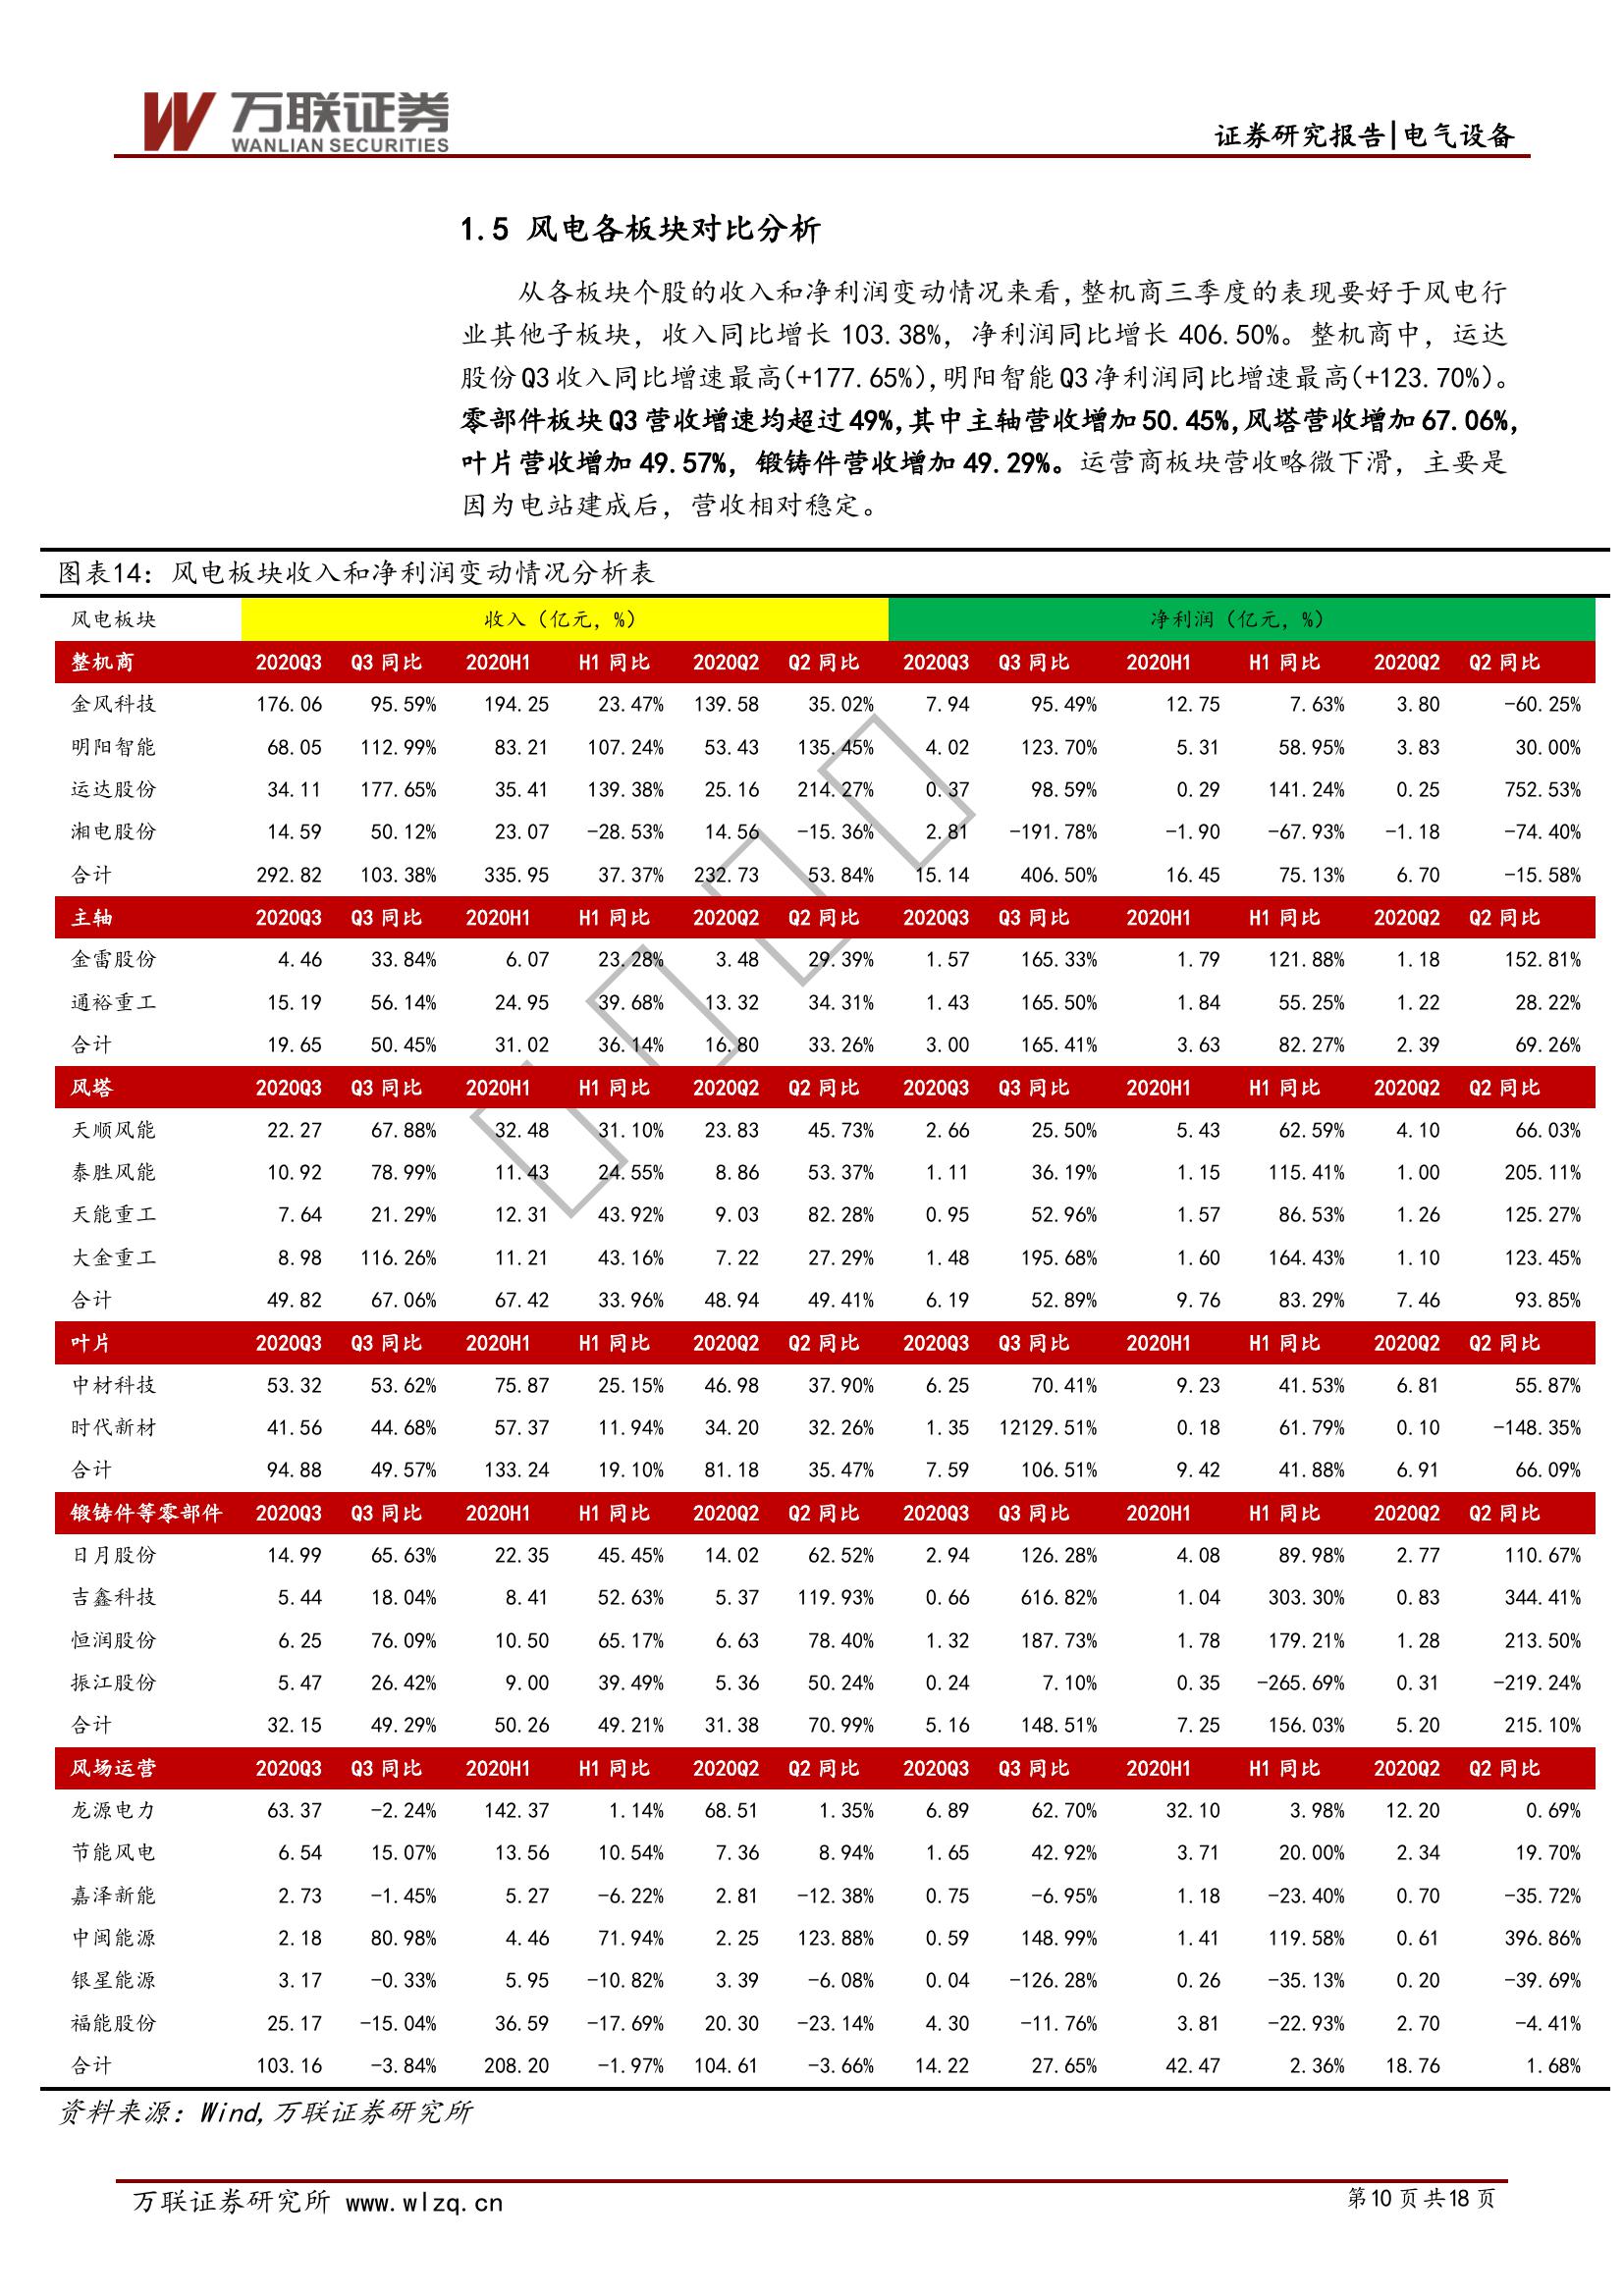 万联证券
WANLIAN SECURITIES
证券研究报告|电气设备
1.5 风电各板块对比分析
从各板块个股的收入和净利润变动情况来看,整机商三季度的表现要好于风电行
业其他子板块，收入同比增长 103.38%，净利润同比增长 406.50%。整机商中，运达
股份Q3收入同比增速最高(+177.65%),明阳智能Q3净利润同比增速最高(+123.70%)。
零部件板块Q3营收增速均超过49%,其中主轴营收增加50.45%,风塔营收增加67.06%,
叶片营收增加 49.57%，锻铸件营收增加 49.29%。运营商板块营收略微下滑，主要是
因为电站建成后，营收相对稳定。
图表14：风电板块收入和净利润变动情况分析表
风电板块 收入（亿元，%） 净利润（亿元，%）
整机商 2020Q3 Q3同比 2020H1 H1同比 2020Q2 Q2同比 2020Q3 Q3同比 2020H1 H1同比 2020Q2 Q2同比
金风科技 176.06 95.59% 194.25 23.47% 139.58 35.02% 7.94 95.49% 12.75 7.63% 3.80 -60.25%
明阳智能 68.05 112.99% 83.21 107.24% 53.43 135.45% 4.02 123.70% 5.31 58.95% 3.83 30.00%
运达股份 34.11 177.65% 35.41 139.38% 25.16 214.27% 0.37 98.59% 0.29 141.24% 0.25 752.53%
湘电股份 14.59 50.12% 23.07 -28.53% 14.56 -15.36% 2.81 -191.78% -1.90 -67.93% -1.18 -74.40%
合计 292.82 103.38% 335.95 37.37% 232.73 53.84% 15.14 406.50% 16.45 75.13% 6.70 -15.58%
主轴 2020Q3 Q3同比 2020H1 H1同比 2020Q2 Q2同比 2020Q3 Q3同比 2020H1 H1同比 2020Q2 Q2同比
金雷股份 4.46 33.84% 6.07 23.28% 3.48 29.39% 1.57 165.33% 1.79 121.88% 1.18 152.81%
通裕重工 15.19 56.14% 24.95 39.68% 13.32 34.31% 1.43 165.50% 1.84 55.25% 1.22 28.22%
合计 19.65 50.45% 31.02 36.14% 16.80 33.26% 3.00 165.41% 3.63 82.27% 2.39 69.26%
风塔 2020Q3 Q3同比 2020H1 H1同比 2020Q2 Q2同比 2020Q3 Q3同比 2020H1 H1同比 2020Q2 Q2同比
天顺风能 22.27 67.88% 32.48 31.10% 23.83 45.73% 2.66 25.50% 5.43 62.59% 4.10 66.03%
泰胜风能 10.92 78.99% 11.43 24.55% 8.86 53.37% 1.11 36.19% 1.15 115.41% 1.00 205.11%
天能重工 7.64 21.29% 12.31 43.92% 9.03 82.28% 0.95 52.96% 1.57 86.53% 1.26 125.27%
大金重工 8.98 116.26% 11.21 43.16% 7.22 27.29% 1.48 195.68% 1.60 164.43% 1.10 123.45%
合计 49.82 67.06% 67.42 33.96% 48.94 49.41% 6.19 52.89% 9.76 83.29% 7.46 93.85%
叶片 2020Q3 Q3同比 2020H1 H1同比 2020Q2 Q2同比 2020Q3 Q3同比 2020H1 H1同比 2020Q2 Q2同比
中材科技 53.32 53.62% 75.87 25.15% 46.98 37.90% 6.25 70.41% 9.23 41.53% 6.81 55.87%
时代新材 41.56 44.68% 57.37 11.94% 34.20 32.26% 1.35 12129.51% 0.18 61.79% 0.10 -148.35%
合计 94.88 49.57% 133.24 19.10% 81.18 35.47% 7.59 106.51% 9.42 41.88% 6.91 66.09%
锻铸件等零部件 2020Q3 Q3同比 2020H1 H1同比 2020Q2 Q2同比 2020Q3 Q3同比 2020H1 H1同比 2020Q2 Q2同比
日月股份 14.99 65.63% 22.35 45.45% 14.02 62.52% 2.94 126.28% 4.08 89.98% 2.77 110.67%
吉鑫科技 5.44 18.04% 8.41 52.63% 5.37 119.93% 0.66 616.82% 1.04 303.30% 0.83 344.41%
恒润股份 6.25 76.09% 10.50 65.17% 6.63 78.40% 1.32 187.73% 1.78 179.21% 1.28 213.50%
振江股份 5.47 26.42% 9.00 39.49% 5.36 50.24% 0.24 7.10% 0.35 -265.69% 0.31 -219.24%
合计 32.15 49.29% 50.26 49.21% 31.38 70.99% 5.16 148.51% 7.25 156.03% 5.20 215.10%
风场运营 2020Q3 Q3同比 2020H1 H1同比 2020Q2 Q2同比 2020Q3 Q3同比 2020H1 H1同比 2020Q2 Q2同比
龙源电力 63.37 -2.24% 142.37 1.14% 68.51 1.35% 6.89 62.70% 32.10 3.98% 12.20 0.69%
节能风电 6.54 15.07% 13.56 10.54% 7.36 8.94% 1.65 42.92% 3.71 20.00% 2.34 19.70%
嘉泽新能 2.73 -1.45% 5.27 -6.22% 2.81 -12.38% 0.75 -6.95% 1.18 -23.40% 0.70 -35.72%
中闽能源 2.18 80.98% 4.46 71.94% 2.25 123.88% 0.59 148.99% 1.41 119.58% 0.61 396.86%
银星能源 3.17 -0.33% 5.95 -10.82% 3.39 -6.08% 0.04 -126.28% 0.26 -35.13% 0.20 -39.69%
福能股份 25.17 -15.04% 36.59 -17.69% 20.30 -23.14% 4.30 -11.76% 3.81 -22.93% 2.70 -4.41%
合计 103.16 -3.84% 208.20 -1.97% 104.61 -3.66% 14.22 27.65% 42.47 2.36% 18.76 1.68%
资料来源：Wind,万联证券研究所
万联证券研究所 www.wlzq.cn
第10页共18页